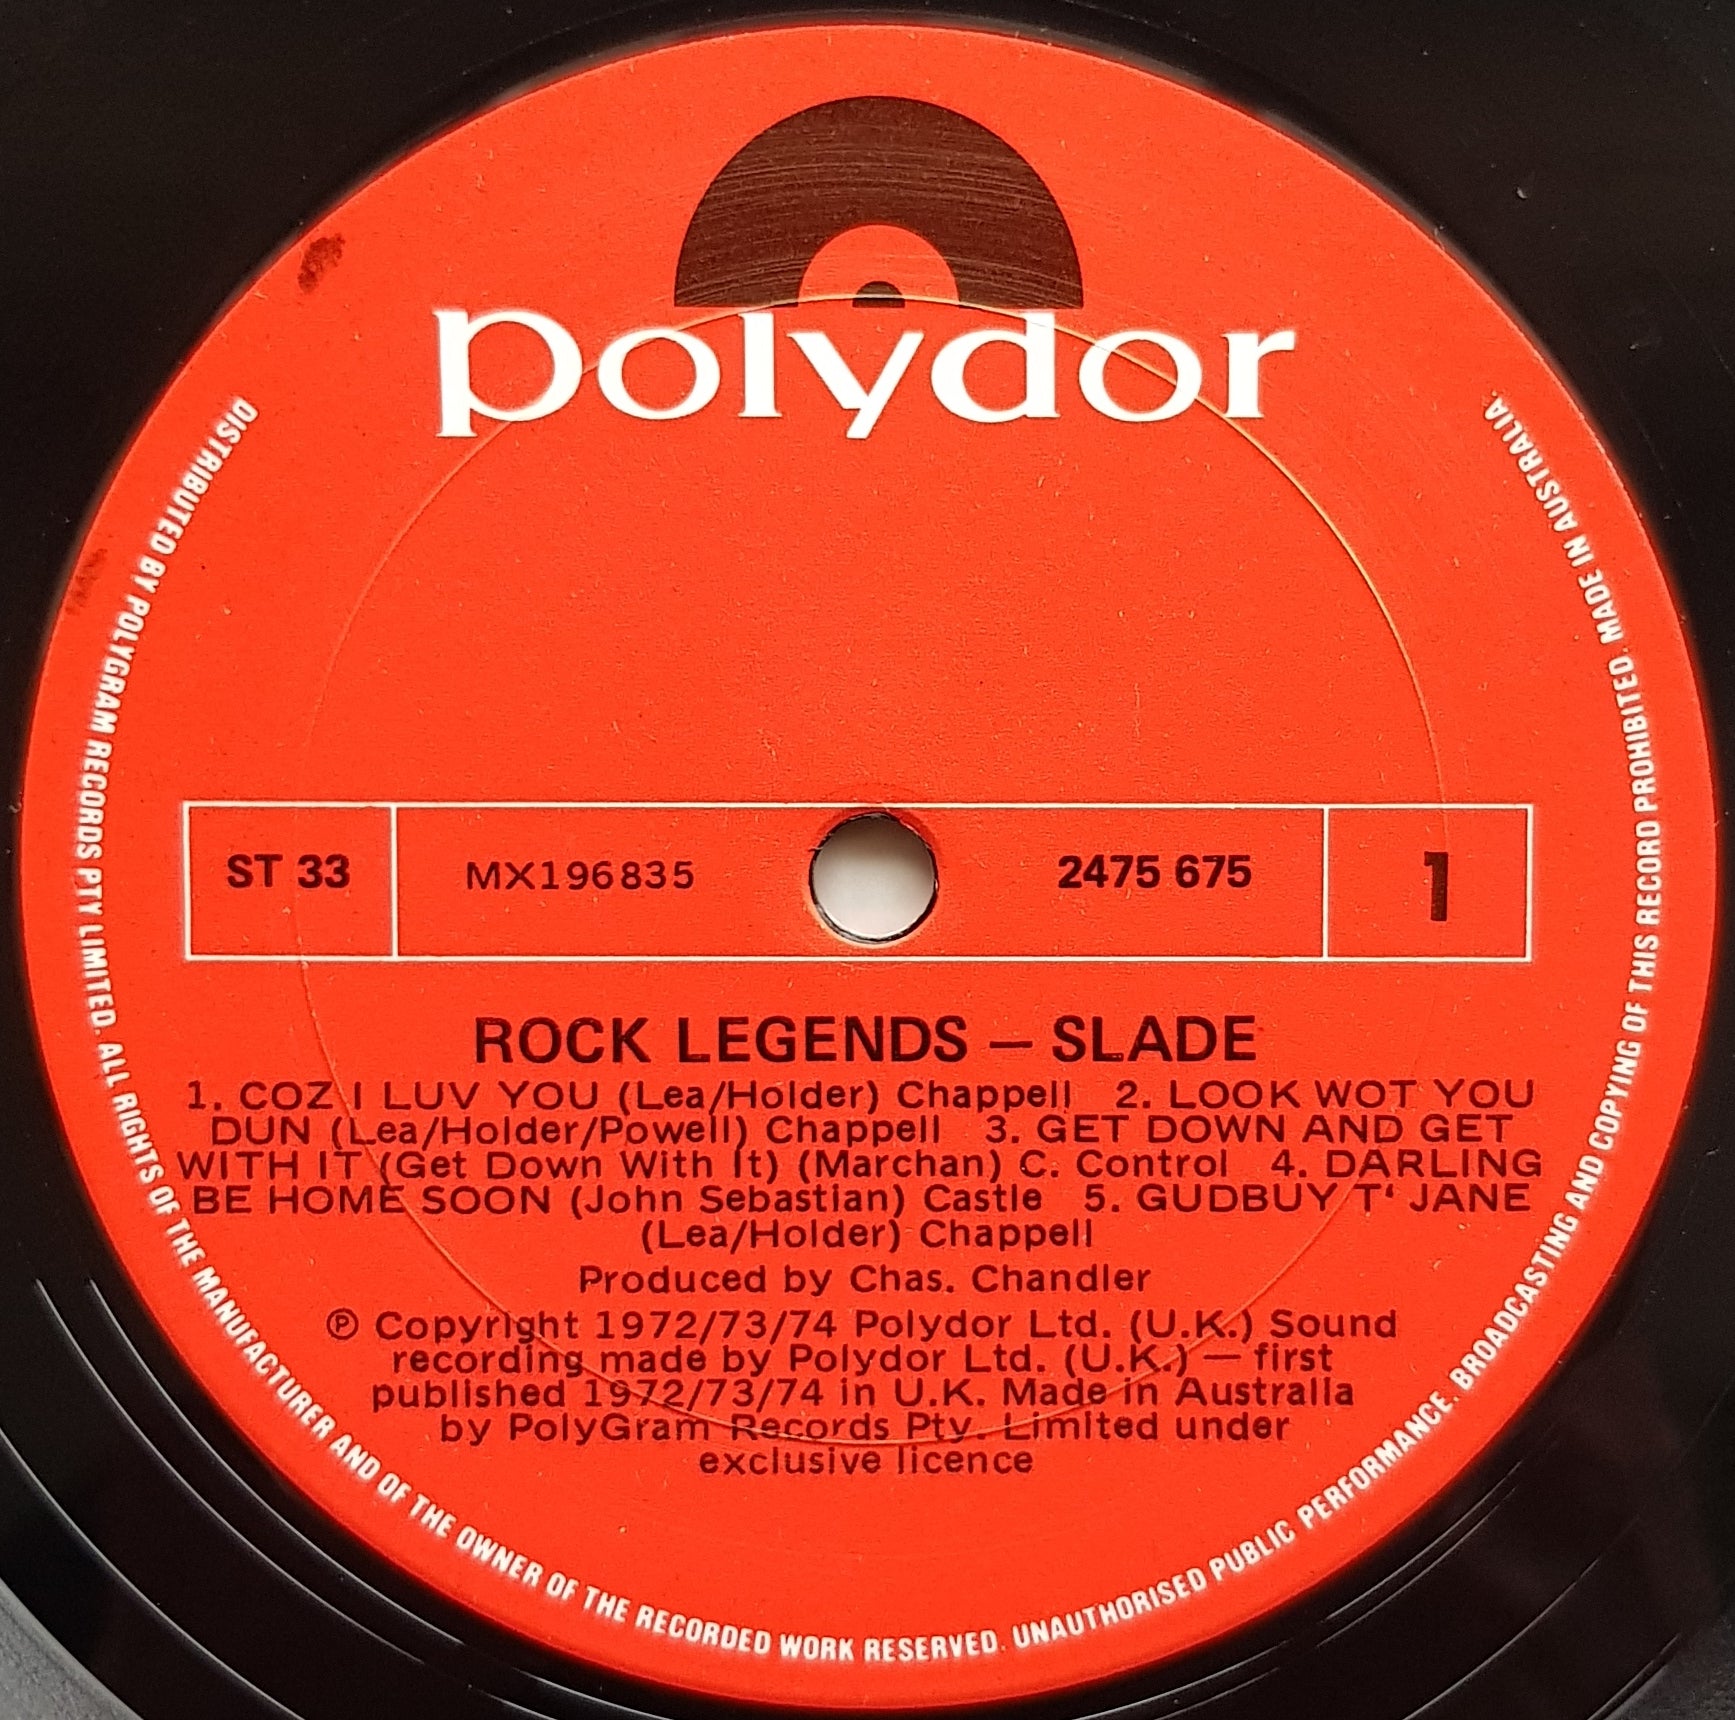 polydor
ST 33 MX196835 2475 675 1
ROCK LEGENDS — SLADE
1. COZ I LUV YOU (Lea/Holder) Chappell 2. LOOK WOT YOU
DUN (Lea/Holder/Powell) Chappell 3. GET DOWN AND GET
WITH IT (Get Down With It) (Marchan) C. Control 4. DARLING
BE HOME SOON (John Sebastian) Castle 5. GUDBUY T' JANE
(Lea/Holder) Chappell
Produced by Chas. Chandler
Ⓟ Copyright 1972/73/74 Polydor Ltd. (U.K.) Sound
recording made by Polydor Ltd. (U.K.) — first
published 1972/73/74 in U.K. Made in Australia
by PolyGram Records Pty. Limited under
exclusive licence
DISTRIBUTED BY POLYGRAM RECORDS PTY LIMITED. ALL RIGHTS OF THE MANUFACTURER AND OF THE OWNER OF THE RECORDED WORK RESERVED. UNAUTHORISED PUBLIC PERFORMANCE, BROADCASTING AND COPYING OF THIS RECORD PROHIBITED. MADE IN AUSTRALIA.